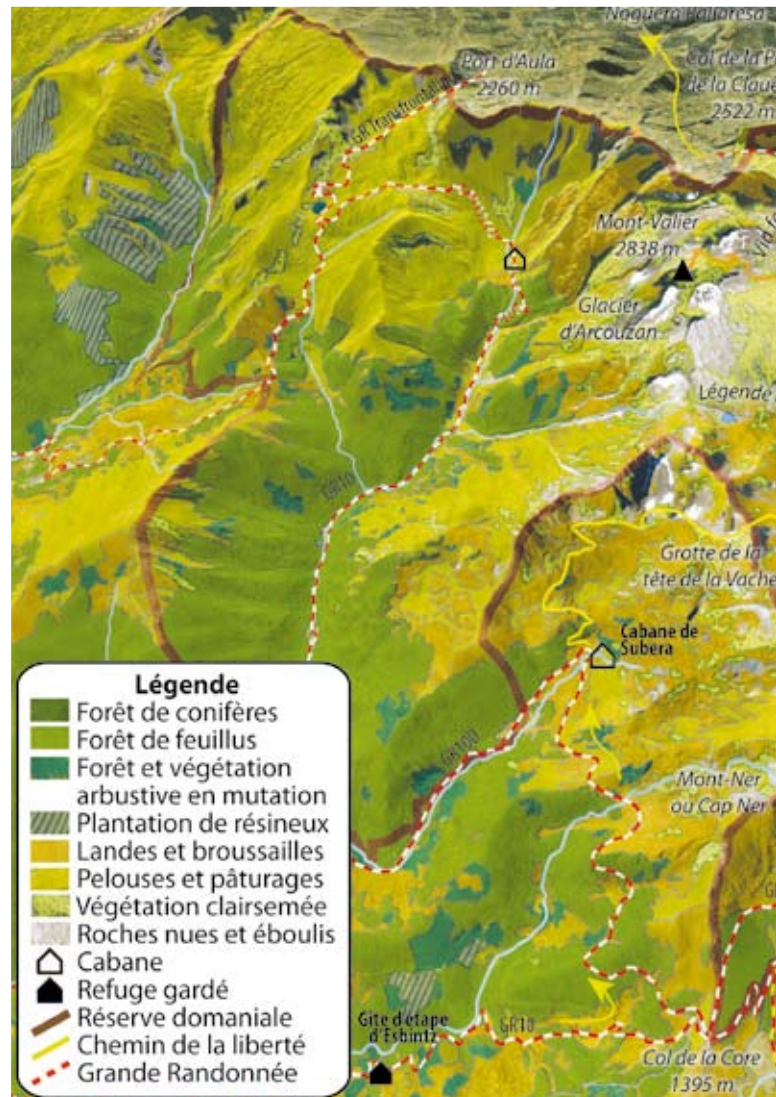 Noguera Pallaresa
Port d'Aula
2260 m
Col de la P
de la Claue
2522 m
GR Transfrontalier
Mont-Valier
2838 m
Via f
Glacier
d'Arcouzan
Légende
GR10
Grotte de la
tête de la Vache
Cabane de
Subera
GR10D
Mont-Ner
ou Cap Ner
G
Gîte d'étape
d'Esbintz
GR10
Col de la Core
1395 m
Légende
Forêt de conifères
Forêt de feuillus
Forêt et végétation
arbustive en mutation
Plantation de résineux
Landes et broussailles
Pelouses et pâturages
Végétation clairsemée
Roches nues et éboulis
Cabane
Refuge gardé
Réserve domaniale
Chemin de la liberté
Grande Randonnée